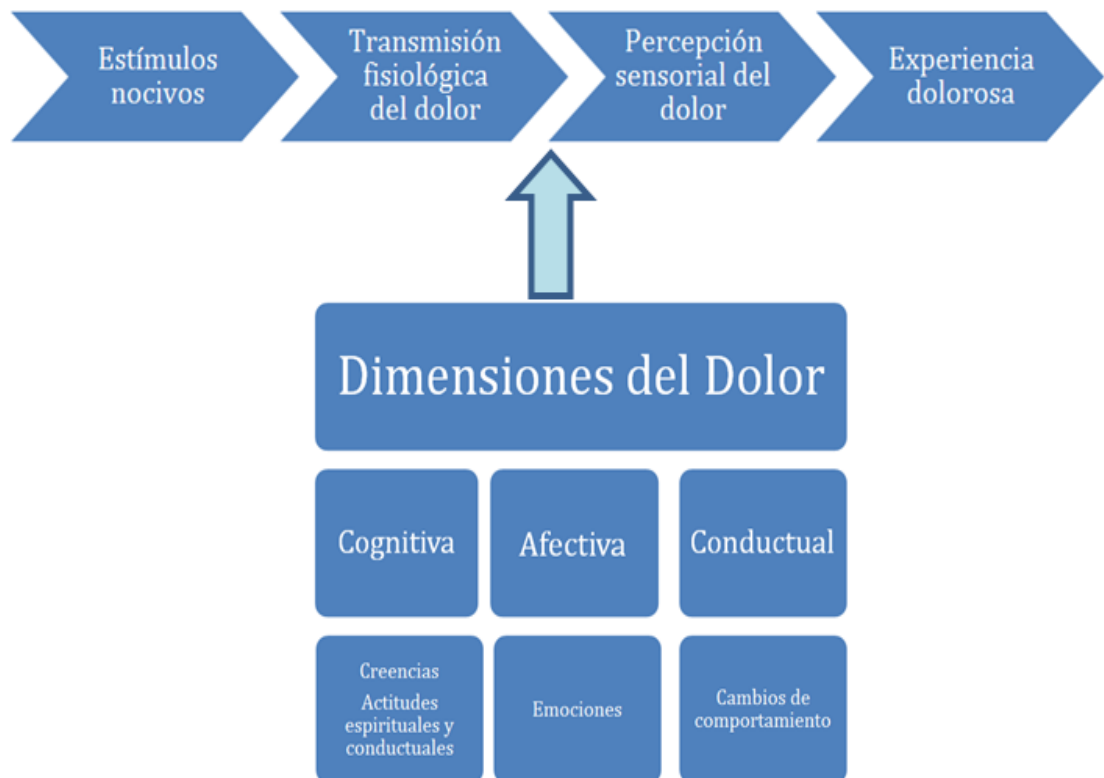 Estímulos
nocivos
Transmisión
fisiológica
del dolor
Percepción
sensorial del
dolor
Experiencia
dolorosa
Dimensiones del Dolor
Cognitiva
Afectiva
Conductual
Creencias
Actitudes
espirituales y
conductuales
Emociones
Cambios de
comportamiento